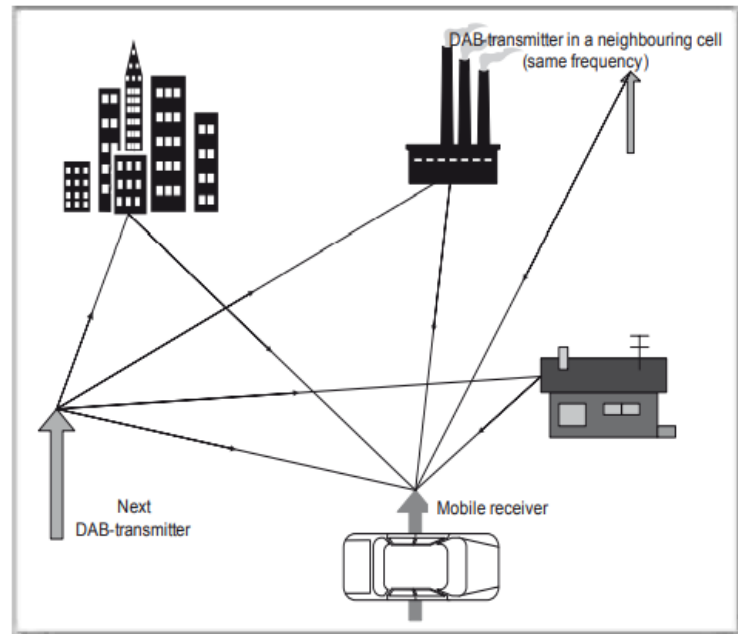 DAB-transmitter in a neighbouring cell
(same frequency)
Next
DAB-transmitter
Mobile receiver